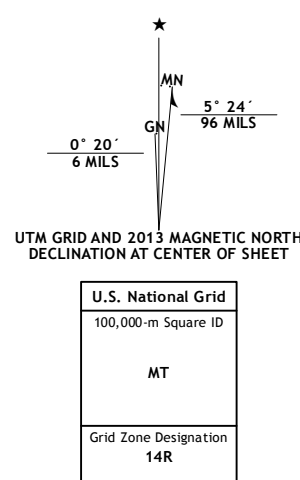 ★
MN
GN
5° 24´
96 MILS
0° 20´
6 MILS
UTM GRID AND 2013 MAGNETIC NORTH
DECLINATION AT CENTER OF SHEET
U.S. National Grid
100,000-m Square ID
MT
Grid Zone Designation
14R